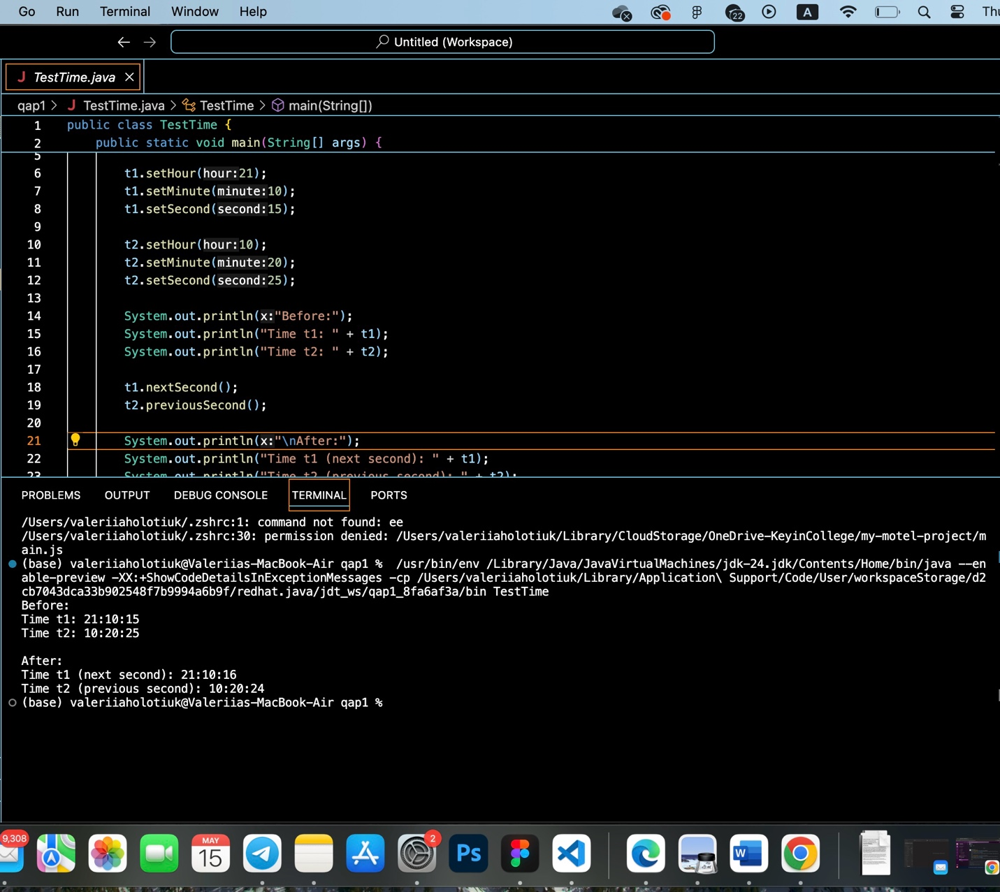 Go Run Terminal Window Help 22 A Thu
Untitled (Workspace)
J TestTime.java
qap1 > J TestTime.java > TestTime > main(String[])
1 public class TestTime {
2 public static void main(String[] args) {
5
6 t1.setHour(hour:21);
7 t1.setMinute(minute:10);
8 t1.setSecond(second:15);
9
10 t2.setHour(hour:10);
11 t2.setMinute(minute:20);
12 t2.setSecond(second:25);
13
14 System.out.println(x:"Before:");
15 System.out.println("Time t1: " + t1);
16 System.out.println("Time t2: " + t2);
17
18 t1.nextSecond();
19 t2.previousSecond();
20
21 System.out.println(x:"\nAfter:");
22 System.out.println("Time t1 (next second): " + t1);
23 System.out.println("Time t2 (previous second): " + t2);
PROBLEMS OUTPUT DEBUG CONSOLE TERMINAL PORTS
/Users/valeriiaholotiuk/.zshrc:1: command not found: ee
/Users/valeriiaholotiuk/.zshrc:30: permission denied: /Users/valeriiaholotiuk/Library/CloudStorage/OneDrive-KeyinCollege/my-motel-project/m
ain.js
(base) valeriiaholotiuk@Valeriias-MacBook-Air qap1 %  /usr/bin/env /Library/Java/JavaVirtualMachines/jdk-24.jdk/Contents/Home/bin/java --en
able-preview -XX:+ShowCodeDetailsInExceptionMessages -cp /Users/valeriiaholotiuk/Library/Application\ Support/Code/User/workspaceStorage/d2
cb7043dca33b902548f7b9994a6b9f/redhat.java/jdt_ws/qap1_8fa6af3a/bin TestTime
Before:
Time t1: 21:10:15
Time t2: 10:20:25
After:
Time t1 (next second): 21:10:16
Time t2 (previous second): 10:20:24
(base) valeriiaholotiuk@Valeriias-MacBook-Air qap1 %
9,308 MAY 15 2 Ps W